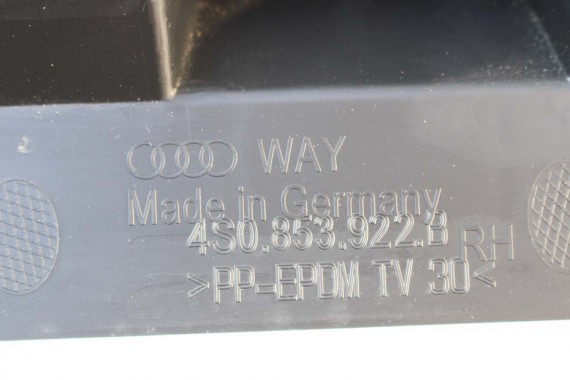 WAY
Made in Germany
4S0.853.922.B
RH
>PP-EPDM TV 30<